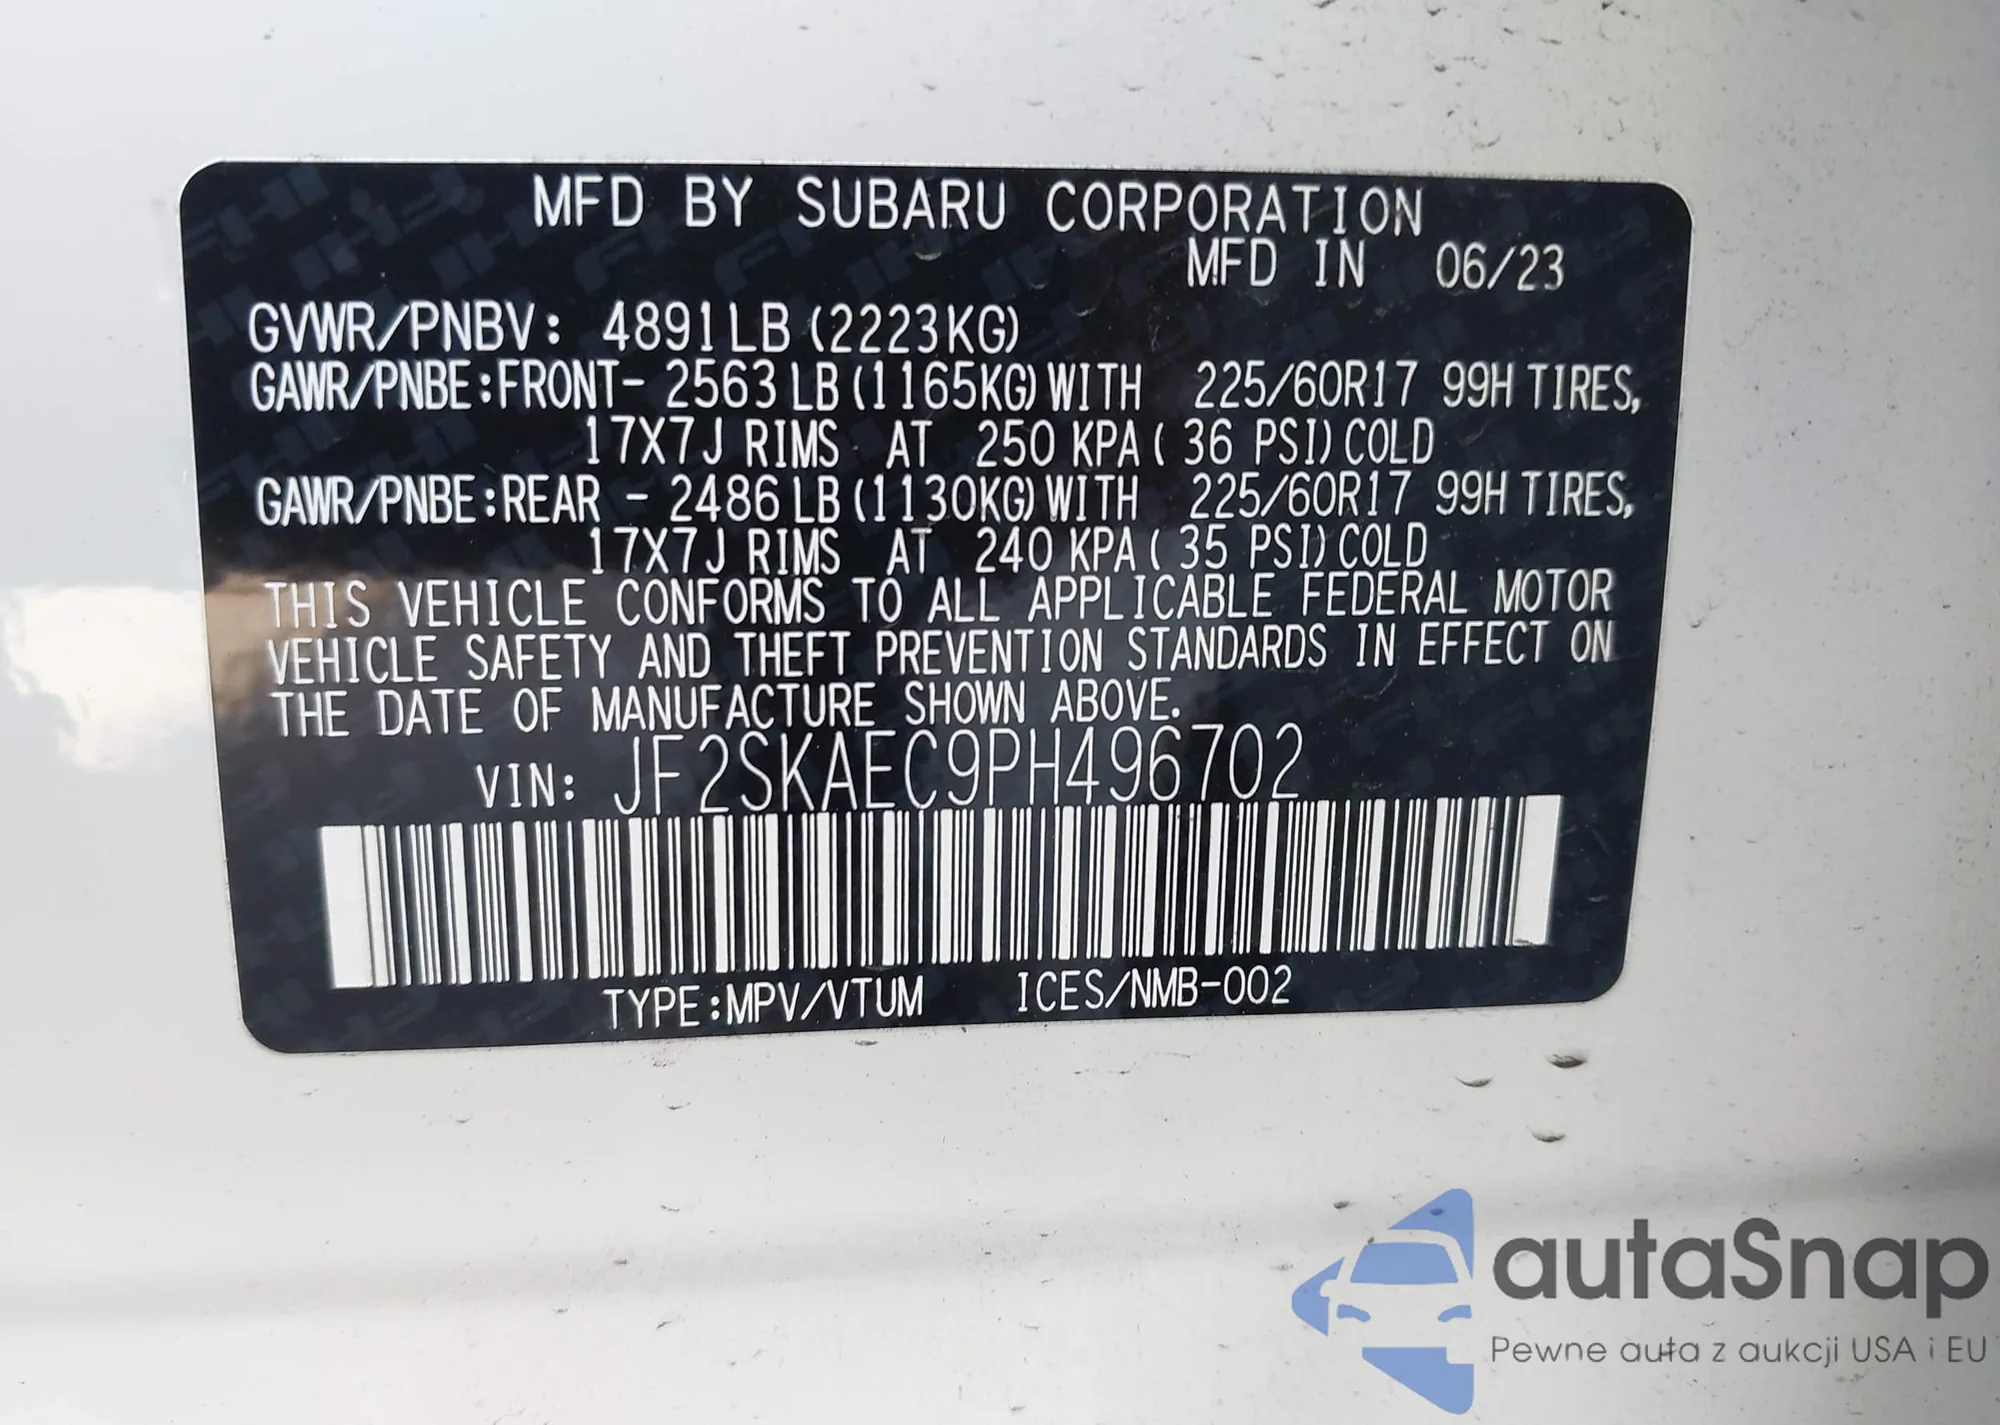 MFD BY SUBARU CORPORATION
MFD IN 06/23
GVWR/PNBV: 4891LB (2223KG)
GAWR/PNBE:FRONT- 2563LB (1165KG) WITH 225/60R17 99H TIRES,
17X7J RIMS AT 250 KPA ( 36 PSI) COLD
GAWR/PNBE:REAR - 2486LB (1130KG) WITH 225/60R17 99H TIRES,
17X7J RIMS AT 240 KPA ( 35 PSI) COLD
THIS VEHICLE CONFORMS TO ALL APPLICABLE FEDERAL MOTOR
VEHICLE SAFETY AND THEFT PREVENTION STANDARDS IN EFFECT ON
THE DATE OF MANUFACTURE SHOWN ABOVE.
VIN: JF2SKAEC9PH496702
TYPE:MPV/VTUM ICES/NMB-002
autaSnap
Pewne auta z aukcji USA i EU